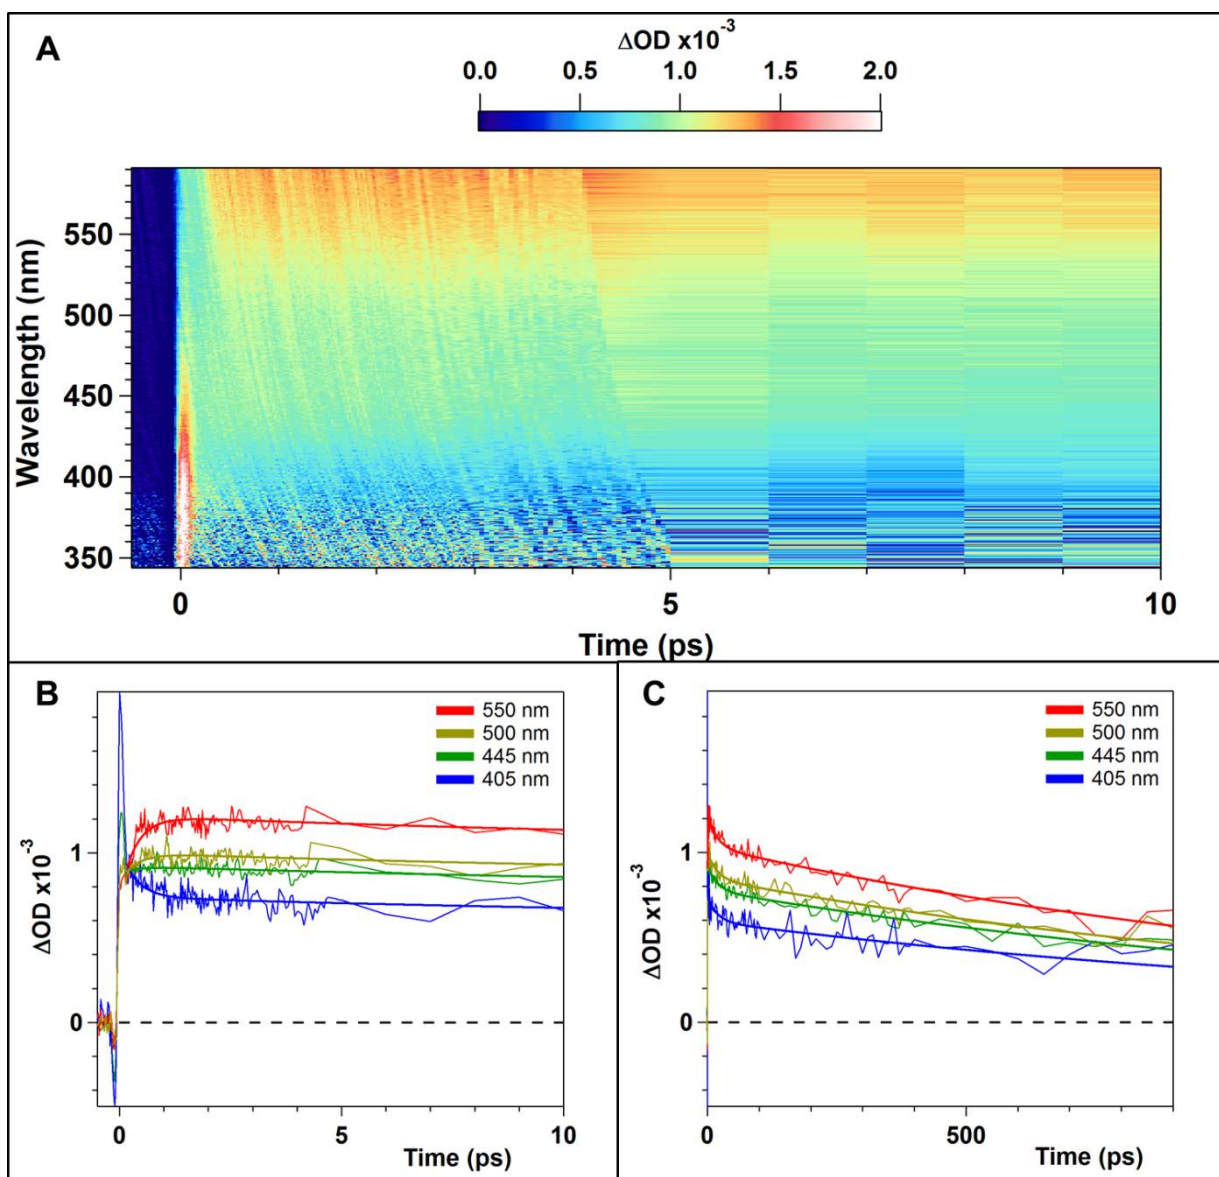 A
ΔOD x10⁻³
0.0 0.5 1.0 1.5 2.0
Wavelength (nm)
550
500
450
400
350
0 5 10
Time (ps)
B
550 nm
500 nm
445 nm
405 nm
ΔOD x10⁻³
1
0
0 5 10
Time (ps)
C
550 nm
500 nm
445 nm
405 nm
ΔOD x10⁻³
1
0
0 500
Time (ps)